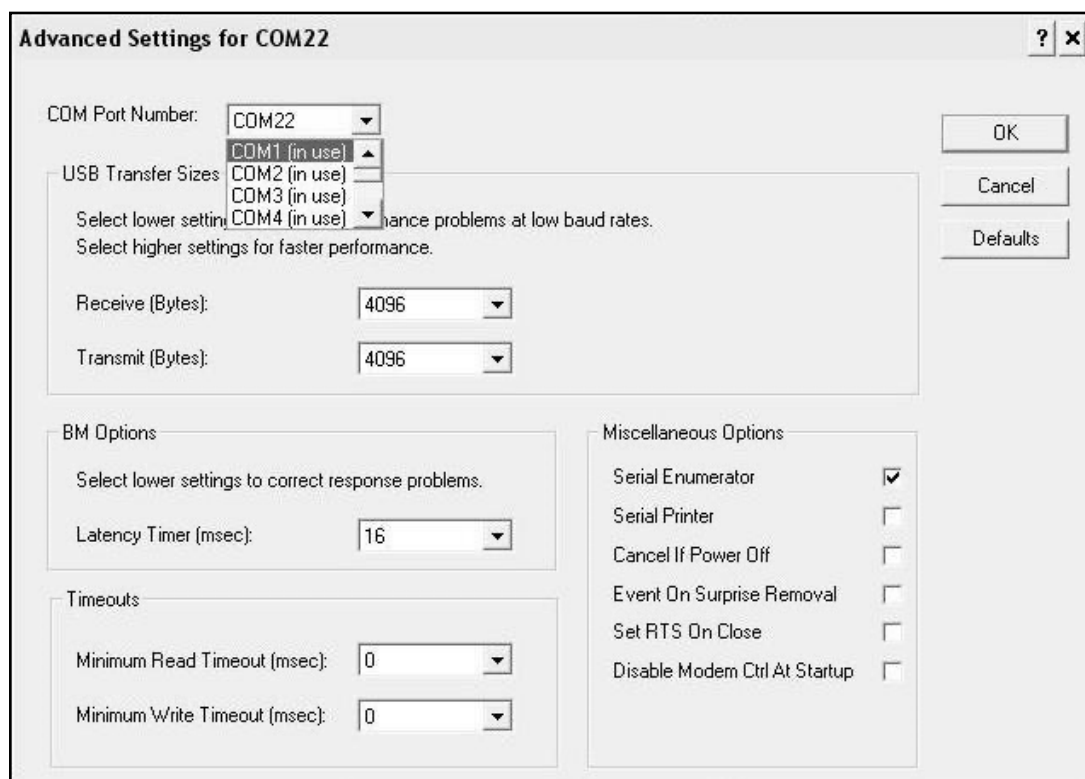 Advanced Settings for COM22
? ×
COM Port Number:
COM22
COM1 (in use)
COM2 (in use)
COM3 (in use)
COM4 (in use)
OK
Cancel
Defaults
USB Transfer Sizes
Select lower mance problems at low baud rates.
Select higher settings for faster performance.
Receive (Bytes): 4096
Transmit (Bytes): 4096
BM Options
Select lower settings to correct response problems.
Latency Timer (msec): 16
Timeouts
Minimum Read Timeout (msec): 0
Minimum Write Timeout (msec): 0
Miscellaneous Options
Serial Enumerator
Serial Printer
Cancel If Power Off
Event On Surprise Removal
Set RTS On Close
Disable Modem Ctrl At Startup